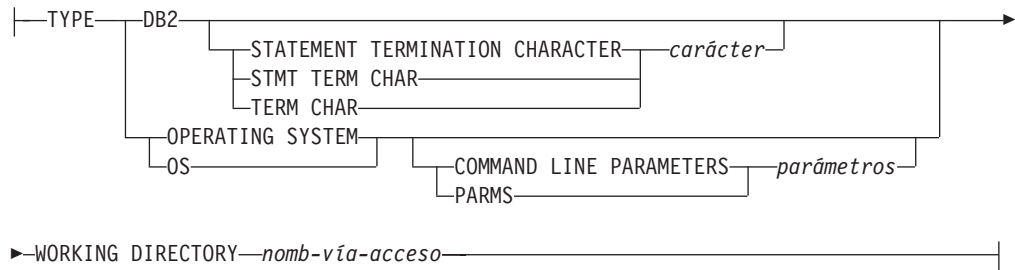 TYPE DB2
STATEMENT TERMINATION CHARACTER carácter
STMT TERM CHAR
TERM CHAR
OPERATING SYSTEM
OS
COMMAND LINE PARAMETERS parámetros
PARMS
WORKING DIRECTORY nomb-vía-acceso